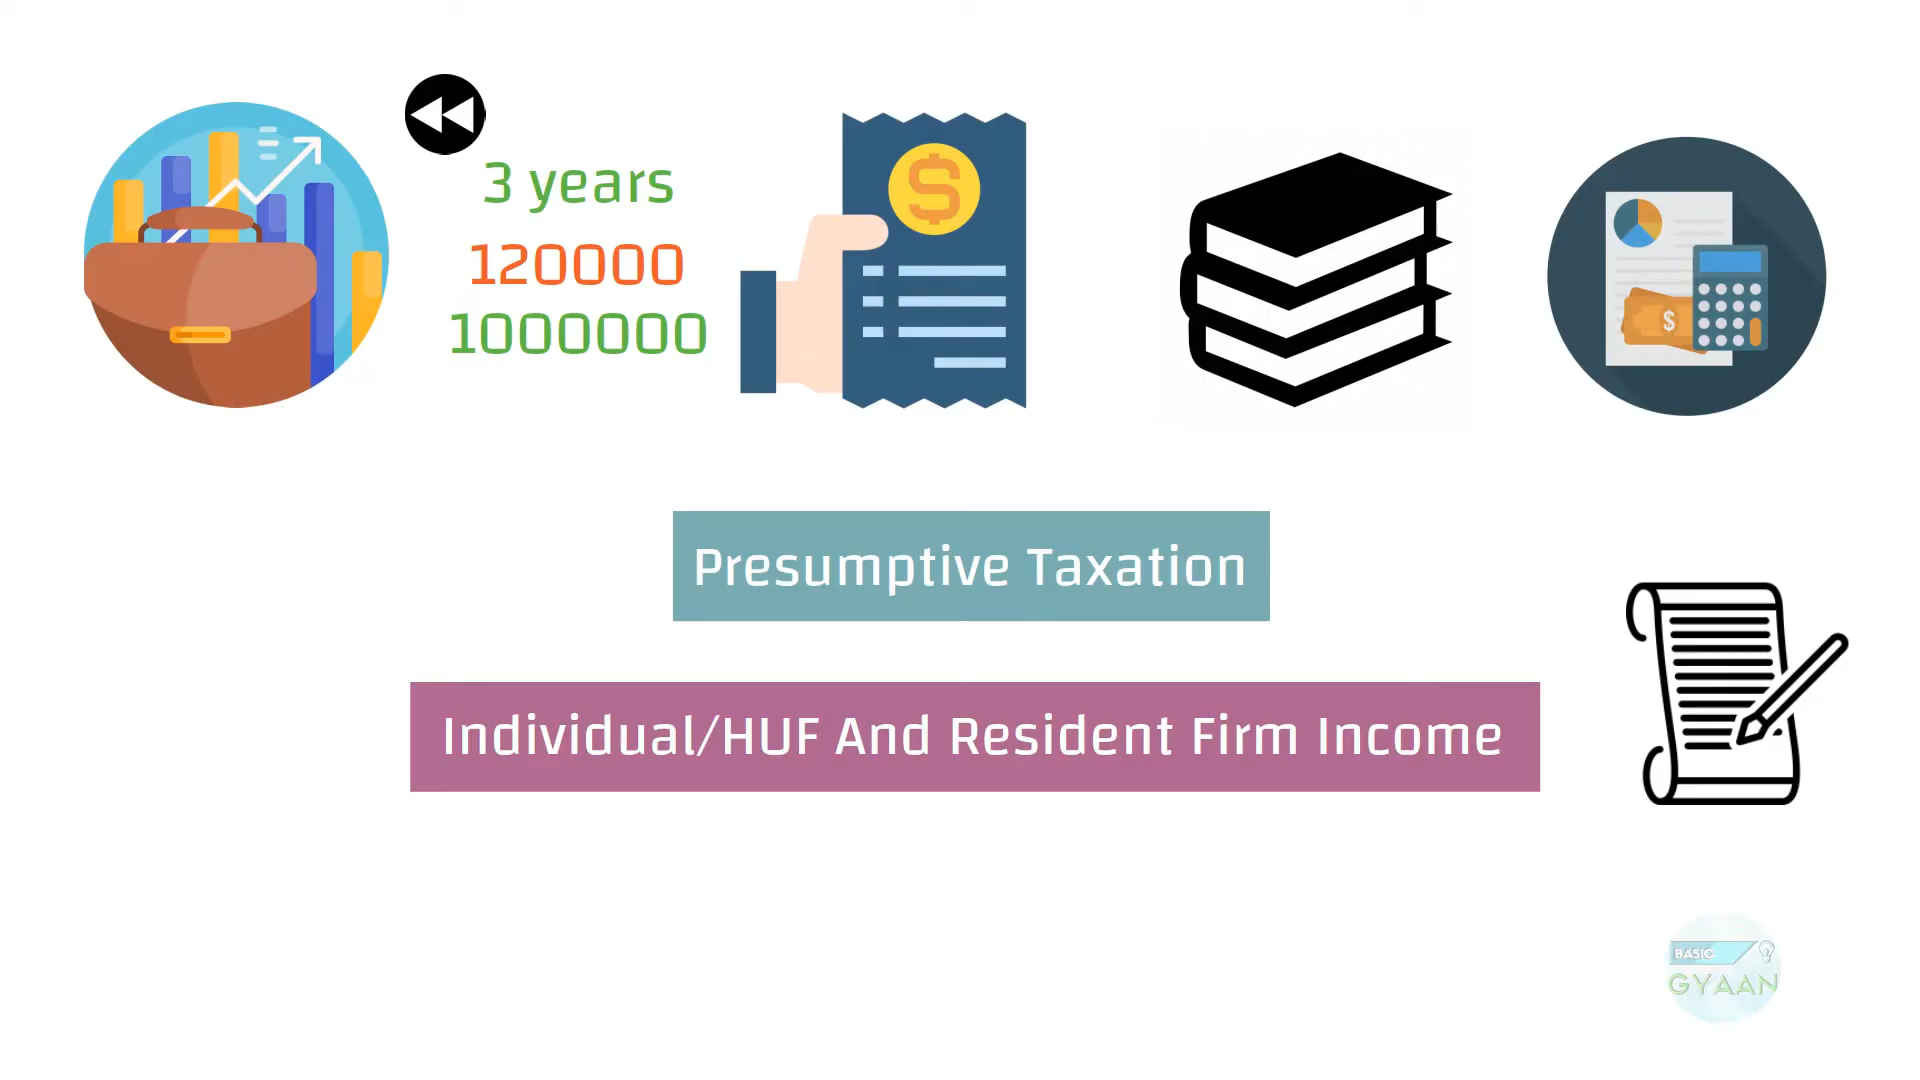 3 years
120000
1000000
$
$
Presumptive Taxation
Individual/HUF And Resident Firm Income
BASIC
GYAAN